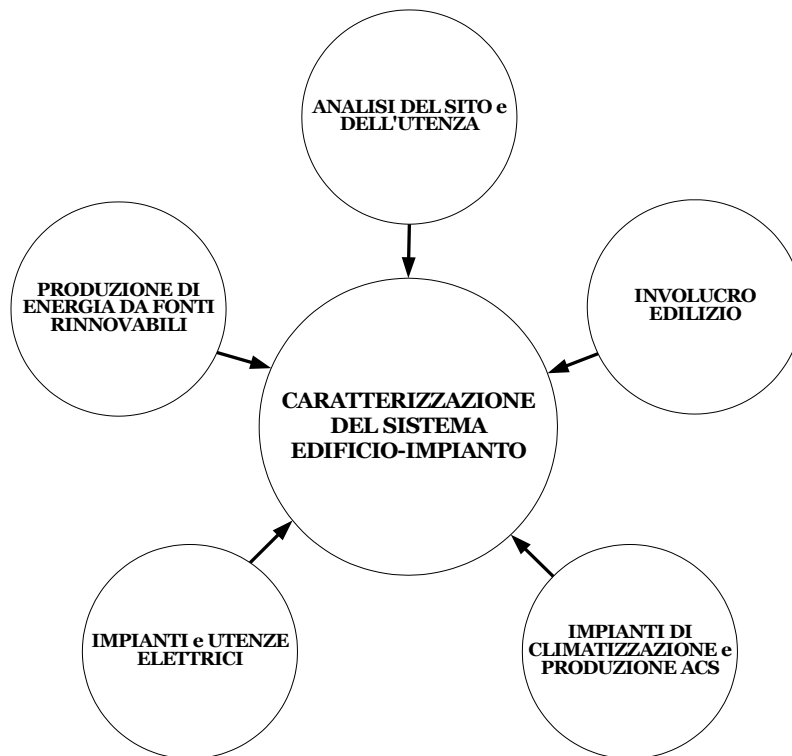 ANALISI DEL SITO e
DELL'UTENZA
PRODUZIONE DI
ENERGIA DA FONTI
RINNOVABILI
INVOLUCRO
EDILIZIO
CARATTERIZZAZIONE
DEL SISTEMA
EDIFICIO-IMPIANTO
IMPIANTI e UTENZE
ELETTRICI
IMPIANTI DI
CLIMATIZZAZIONE e
PRODUZIONE ACS